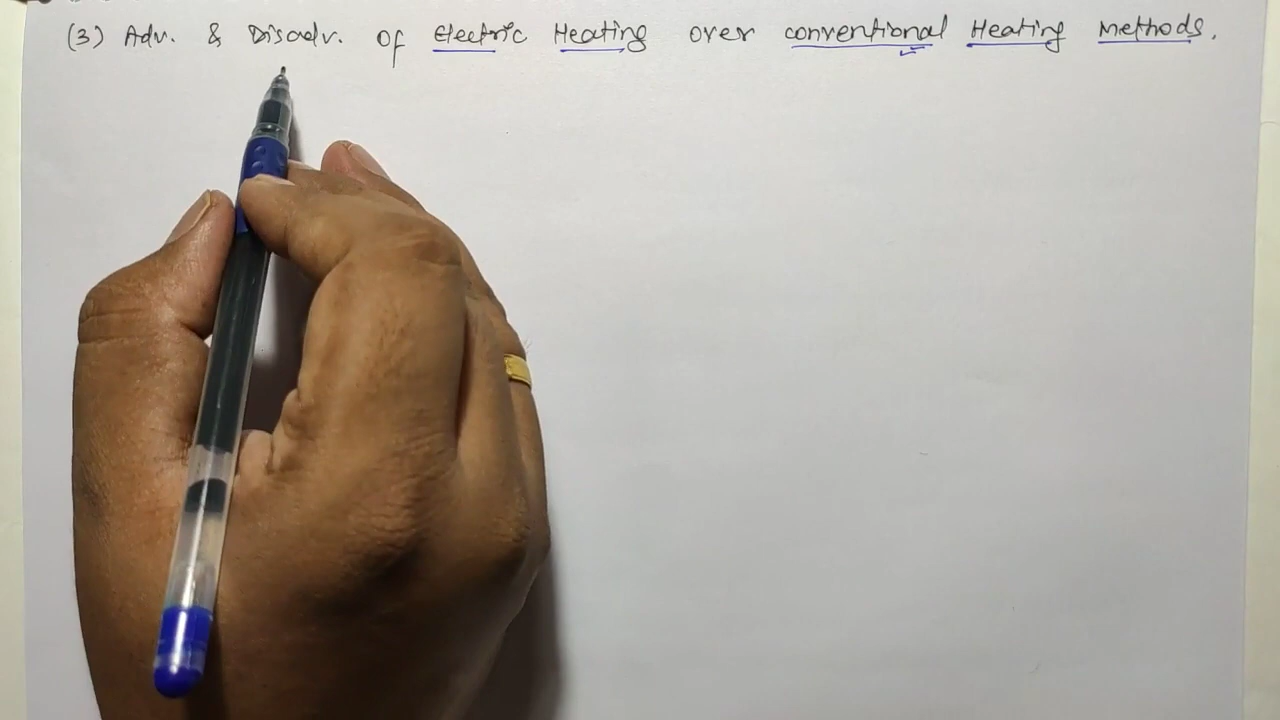 (3) Adv. & Disadv. of Electric Heating over conventional Heating Methods.